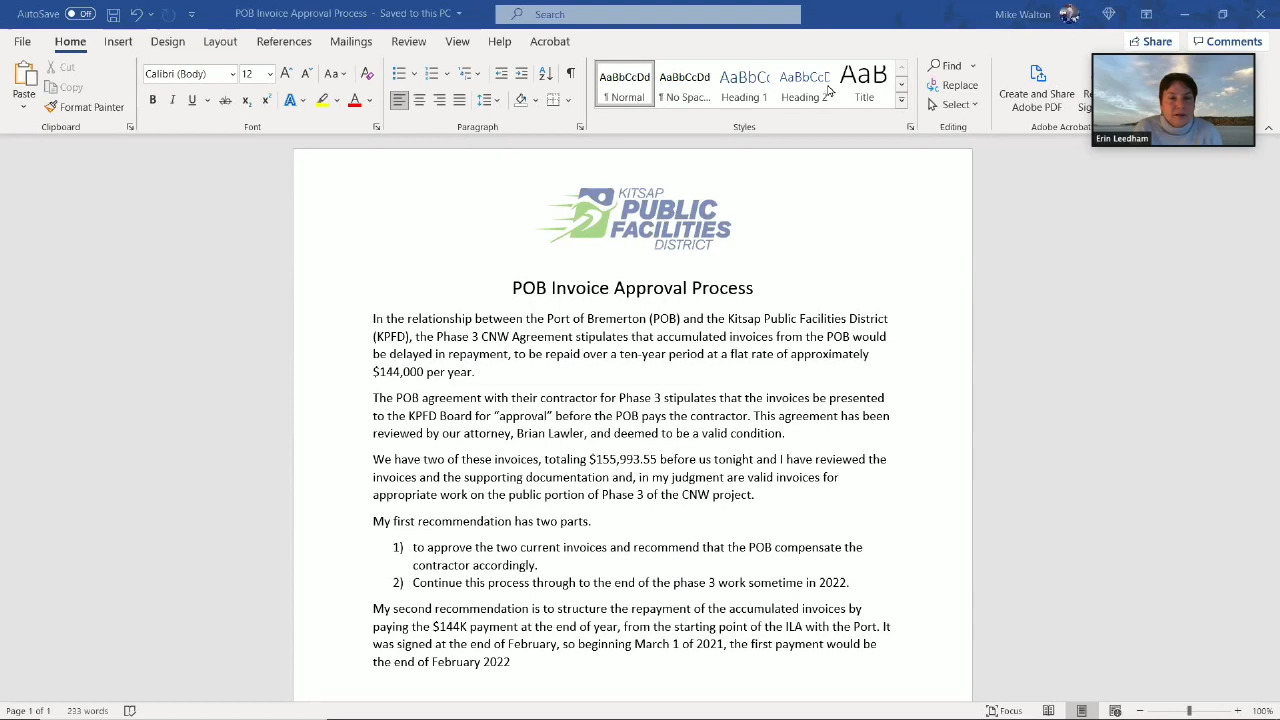 AutoSave Off POB Invoice Approval Process - Saved to this PC Search Mike Walton
File Home Insert Design Layout References Mailings Review View Help Acrobat Share Comments
Paste Cut Copy Format Painter Clipboard
Calibri (Body) 12 Font
Paragraph
AaBbCcDd AaBbCcDd AaBbCc AaBbCcD AaB
¶ Normal ¶ No Spac... Heading 1 Heading 2 Title
Styles
Find Replace Select Editing
Create and Share
Adobe PDF
Adobe Acrobat
Erin Leedham
KITSAP
PUBLIC
FACILITIES
DISTRICT
POB Invoice Approval Process
In the relationship between the Port of Bremerton (POB) and the Kitsap Public Facilities District
(KPFD), the Phase 3 CNW Agreement stipulates that accumulated invoices from the POB would
be delayed in repayment, to be repaid over a ten-year period at a flat rate of approximately
$144,000 per year.
The POB agreement with their contractor for Phase 3 stipulates that the invoices be presented
to the KPFD Board for “approval” before the POB pays the contractor. This agreement has been
reviewed by our attorney, Brian Lawler, and deemed to be a valid condition.
We have two of these invoices, totaling $155,993.55 before us tonight and I have reviewed the
invoices and the supporting documentation and, in my judgment are valid invoices for
appropriate work on the public portion of Phase 3 of the CNW project.
My first recommendation has two parts.
1) to approve the two current invoices and recommend that the POB compensate the
contractor accordingly.
2) Continue this process through to the end of the phase 3 work sometime in 2022.
My second recommendation is to structure the repayment of the accumulated invoices by
paying the $144K payment at the end of year, from the starting point of the ILA with the Port. It
was signed at the end of February, so beginning March 1 of 2021, the first payment would be
the end of February 2022
Page 1 of 1 293 words Focus 100%